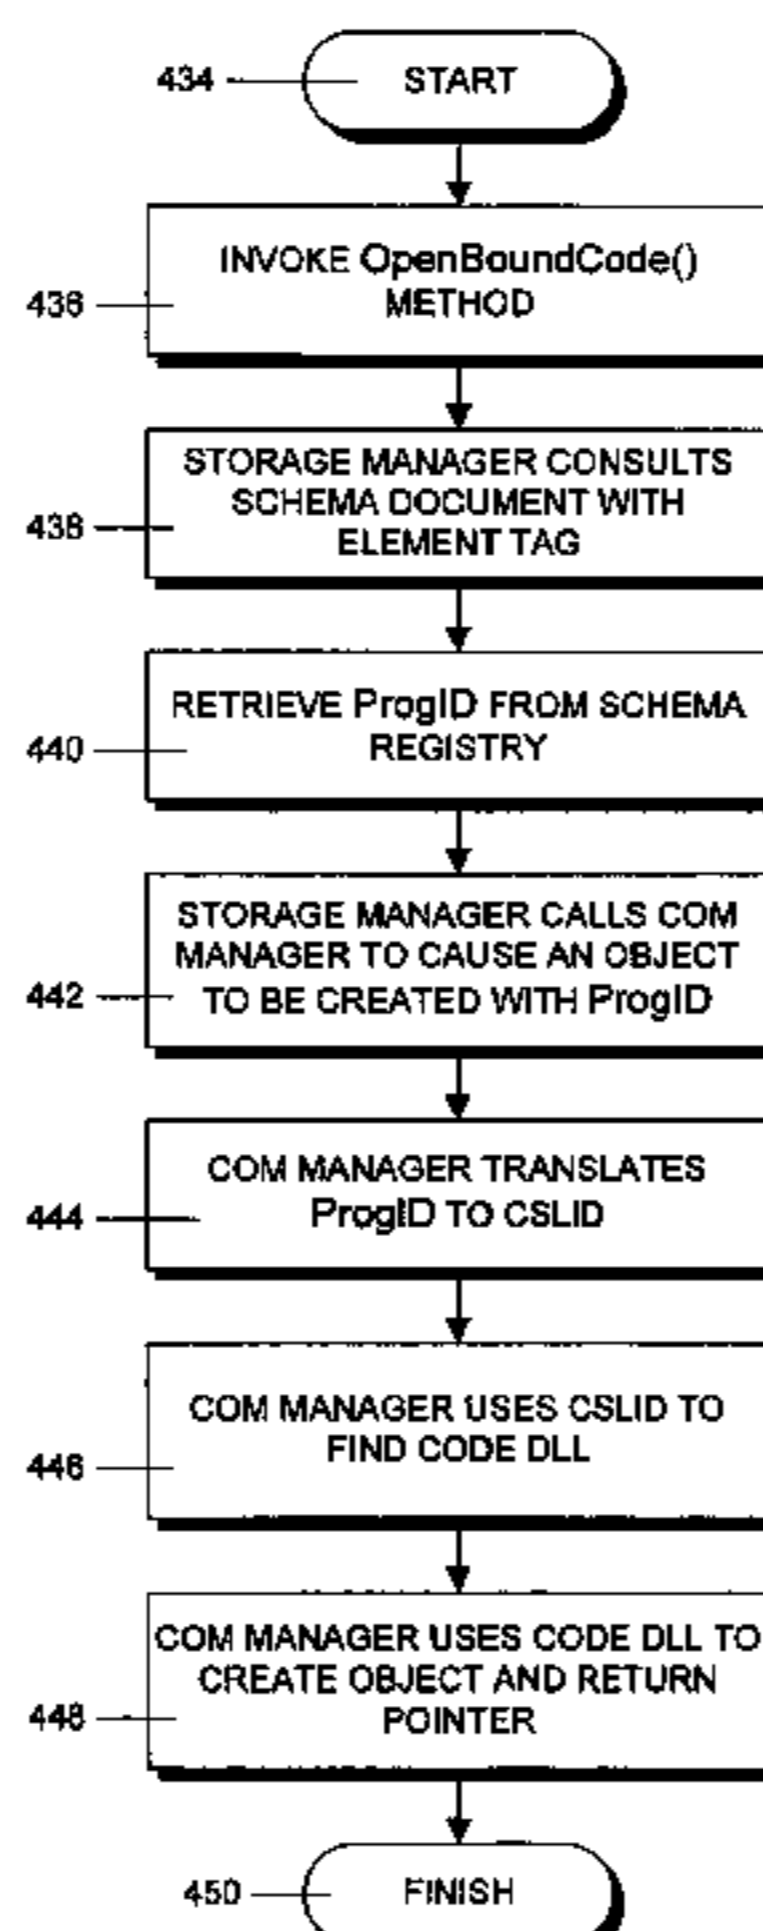 434
START
436
INVOKE OpenBoundCode()
METHOD
438
STORAGE MANAGER CONSULTS
SCHEMA DOCUMENT WITH
ELEMENT TAG
440
RETRIEVE ProgID FROM SCHEMA
REGISTRY
442
STORAGE MANAGER CALLS COM
MANAGER TO CAUSE AN OBJECT
TO BE CREATED WITH ProgID
444
COM MANAGER TRANSLATES
ProgID TO CSLID
446
COM MANAGER USES CSLID TO
FIND CODE DLL
448
COM MANAGER USES CODE DLL TO
CREATE OBJECT AND RETURN
POINTER
450
FINISH